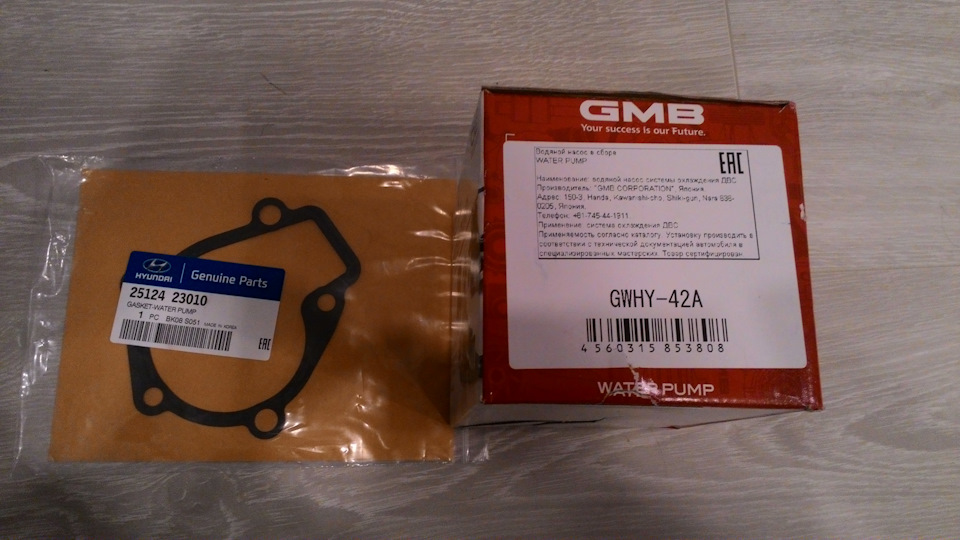 HYUNDAI
Genuine Parts
25124 23010
GASKET-WATER PUMP
1 PC BK08 S051 MADE IN KOREA
EAC
GMB
Your success is our Future.
Водяной насос в сборе
WATER PUMP
EAC
Наименование: водяной насос системы охлаждения ДВС
Производитель: "GMB CORPORATION", Япония.
Адрес: 150-3, Handa, Kawanishi-cho, Shiki-gun, Nara 636-
0205, Япония.
Телефон: +81-745-44-1911
Применение: система охлаждения ДВС
Применяемость согласно каталогу. Установку производить в
соответствии с технической документацией автомобиля в
специализированных мастерских. Товар сертифицирован
GWHY-42A
4 560315 853808
WATER PUMP